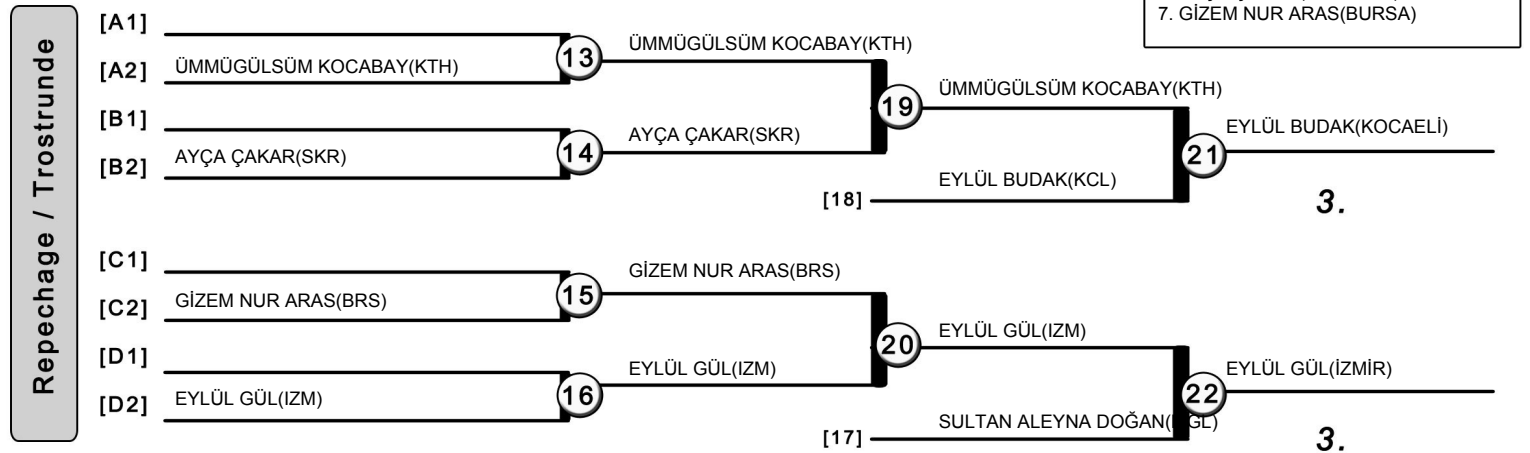 7. GİZEM NUR ARAS(BURSA)
Repechage / Trostrunde
[A1]
[A2] ÜMMÜGÜLSÜM KOCABAY(KTH)
13
ÜMMÜGÜLSÜM KOCABAY(KTH)
[B1]
[B2] AYÇA ÇAKAR(SKR)
14
AYÇA ÇAKAR(SKR)
19
ÜMMÜGÜLSÜM KOCABAY(KTH)
[18] EYLÜL BUDAK(KCL)
21
EYLÜL BUDAK(KOCAELİ)
3.
[C1]
[C2] GİZEM NUR ARAS(BRS)
15
GİZEM NUR ARAS(BRS)
[D1]
[D2] EYLÜL GÜL(IZM)
16
EYLÜL GÜL(IZM)
20
EYLÜL GÜL(IZM)
[17] SULTAN ALEYNA
22
EYLÜL GÜL(İZMİR)
3.